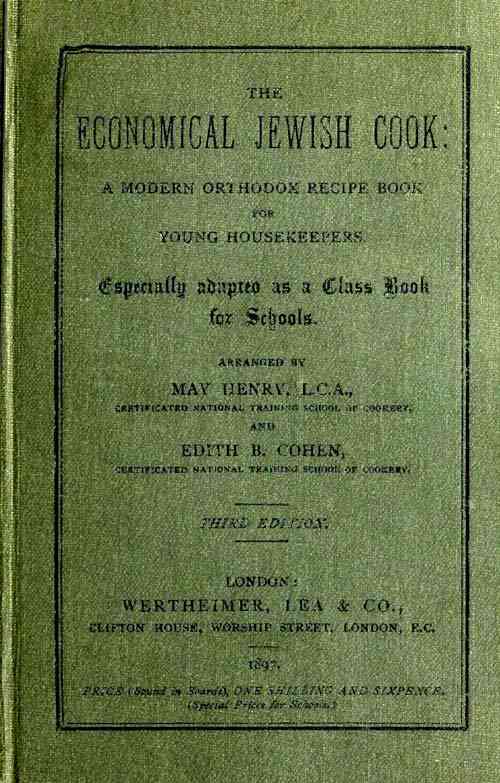 THE
ECONOMICAL JEWISH COOK:
A MODERN ORTHODOX RECIPE BOOK
FOR
YOUNG HOUSEKEEPERS.
Especially adapted as a Class Book
for Schools.
ARRANGED BY
MAY HENRY, L.C.A.,
CERTIFICATED NATIONAL TRAINING SCHOOL OF COOKERY,
AND
EDITH B. COHEN,
CERTIFICATED NATIONAL TRAINING SCHOOL OF COOKERY.
THIRD EDITION.
LONDON:
WERTHEIMER, LEA & CO.,
CLIFTON HOUSE, WORSHIP STREET, LONDON, E.C.
1897.
PRICE (Bound in Boards), ONE SHILLING AND SIXPENCE.
(Special Prices for Schools.)